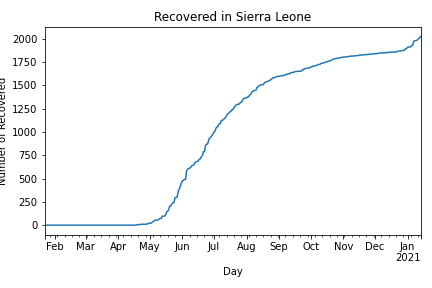 Recovered in Sierra Leone
Number of Recovered
2000
1750
1500
1250
1000
750
500
250
0
Feb Mar Apr May Jun Jul Aug Sep Oct Nov Dec Jan
2021
Day